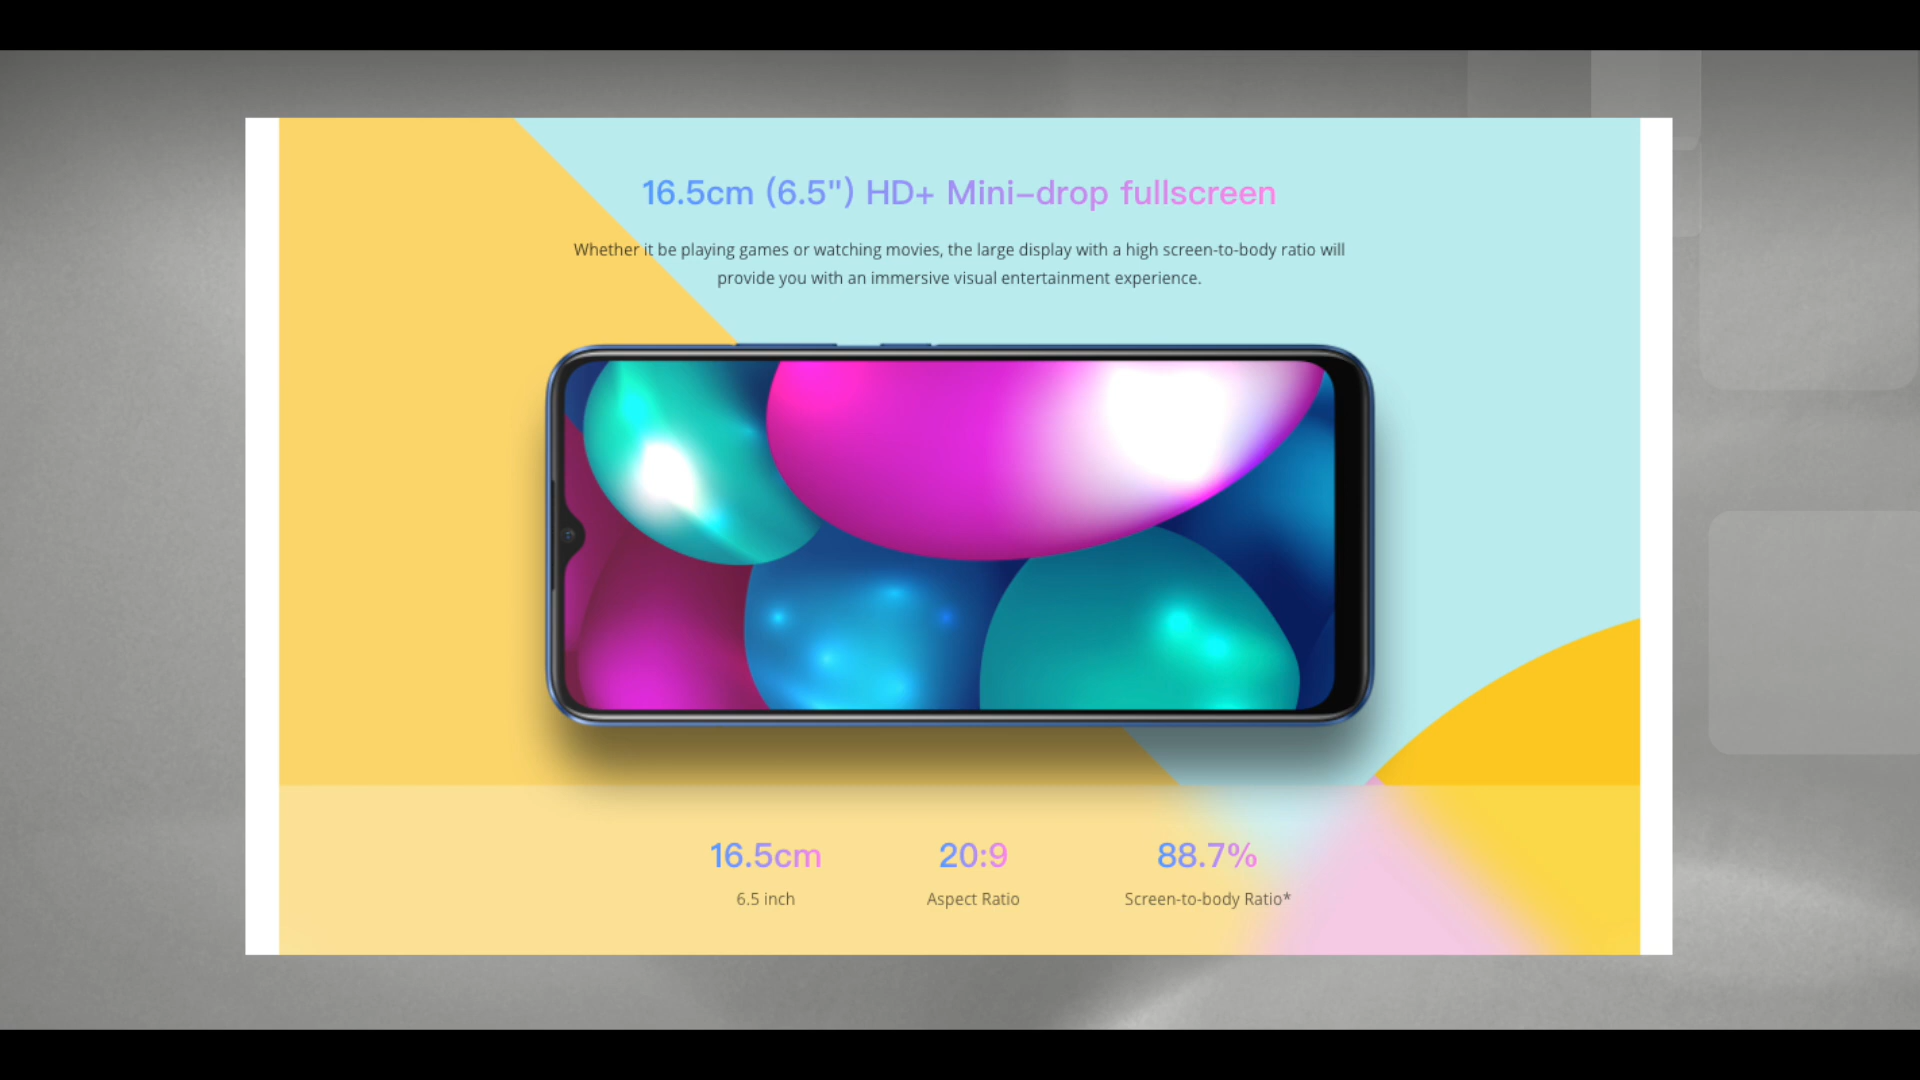 16.5cm (6.5") HD+ Mini–drop fullscreen
Whether it be playing games or watching movies, the large display with a high screen-to-body ratio will
provide you with an immersive visual entertainment experience.
16.5cm 20:9 88.7%
6.5 inch Aspect Ratio Screen-to-body Ratio*